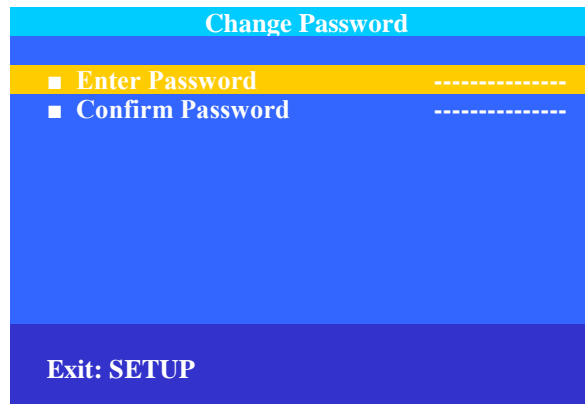 Change Password
■ Enter Password ---------------
■ Confirm Password ---------------
Exit: SETUP